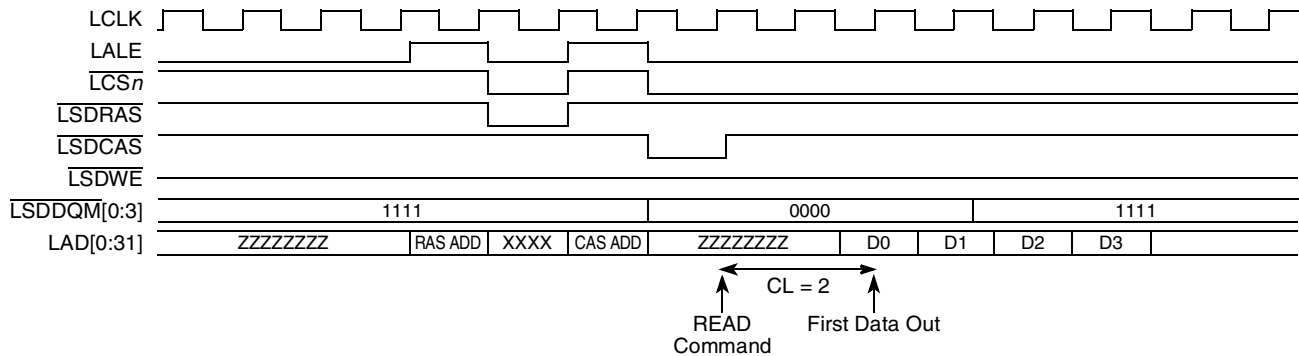 LCLK
LALE
LCSn
LSDRAS
LSDCAS
LSDWE
LSDDQM[0:3] 1111 0000 1111
LAD[0:31] ZZZZZZZZ RAS ADD XXXX CAS ADD ZZZZZZZZ D0 D1 D2 D3
CL = 2
READ First Data Out
Command